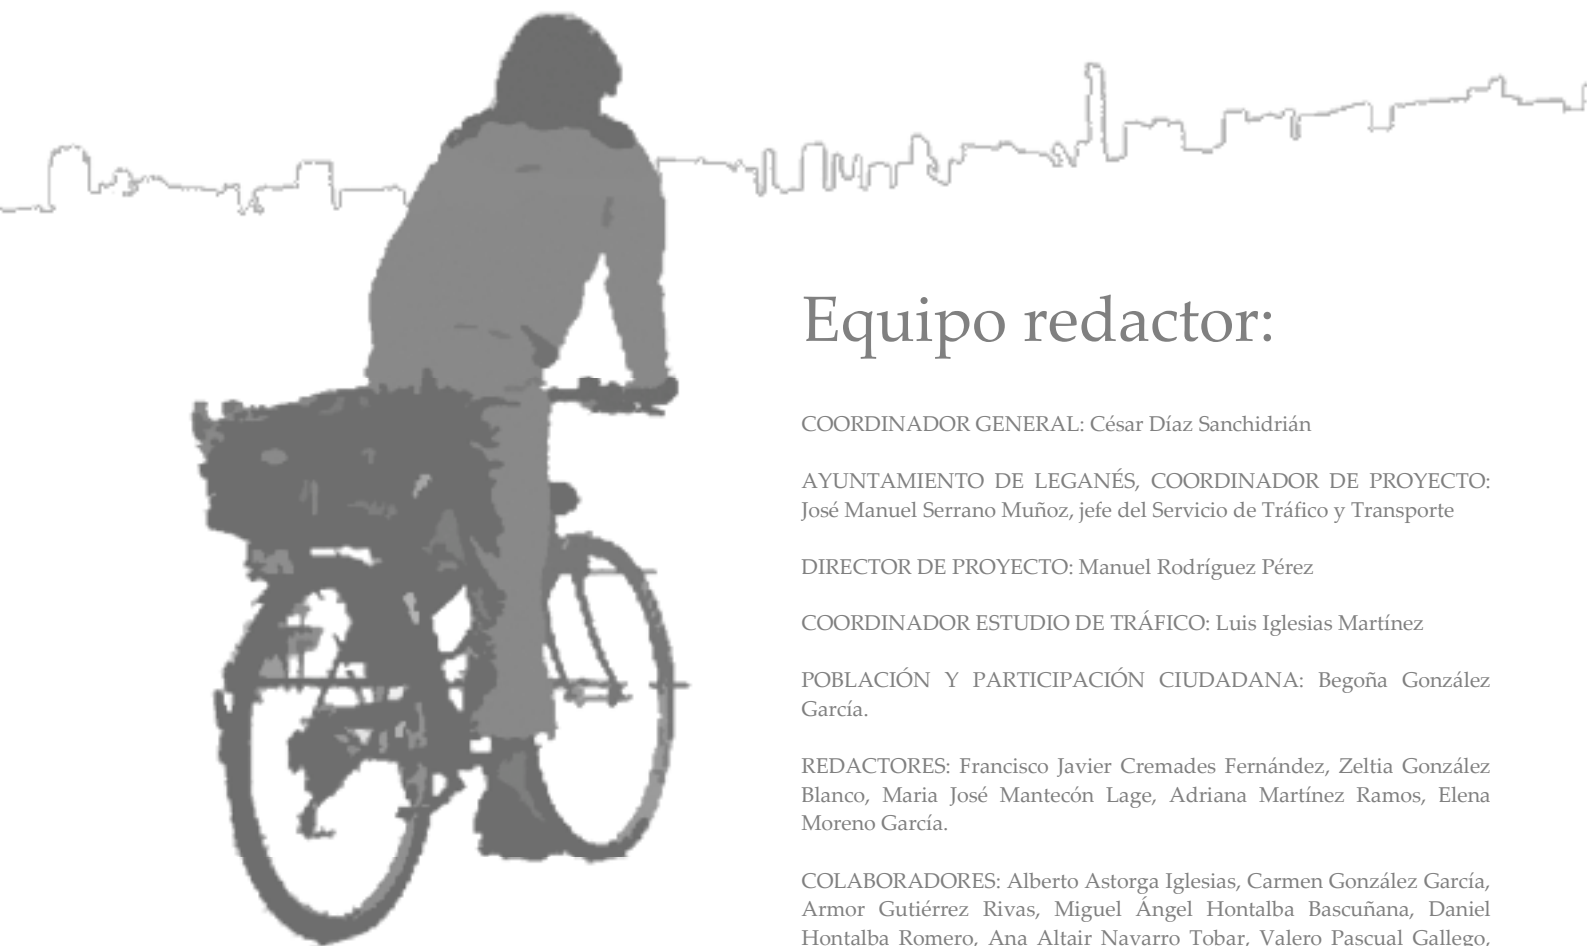 Equipo redactor:
COORDINADOR GENERAL: César Díaz Sanchidrián
AYUNTAMIENTO DE LEGANÉS, COORDINADOR DE PROYECTO:
José Manuel Serrano Muñoz, jefe del Servicio de Tráfico y Transporte
DIRECTOR DE PROYECTO: Manuel Rodríguez Pérez
COORDINADOR ESTUDIO DE TRÁFICO: Luis Iglesias Martínez
POBLACIÓN Y PARTICIPACIÓN CIUDADANA: Begoña González
García.
REDACTORES: Francisco Javier Cremades Fernández, Zeltia González
Blanco, Maria José Mantecón Lage, Adriana Martínez Ramos, Elena
Moreno García.
COLABORADORES: Alberto Astorga Iglesias, Carmen González García,
Armor Gutiérrez Rivas, Miguel Ángel Hontalba Bascuñana, Daniel
Hontalba Romero, Ana Altair Navarro Tobar, Valero Pascual Gallego,